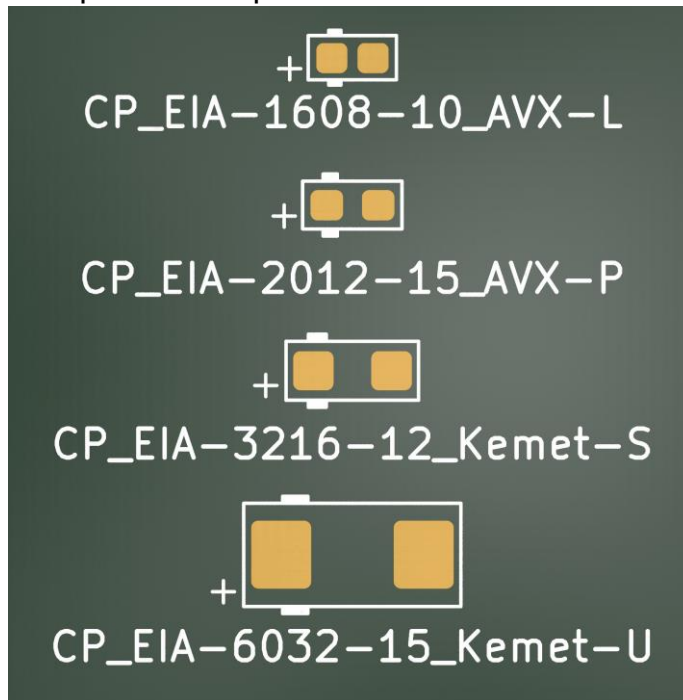 +
CP_EIA-1608-10_AVX-L
+
CP_EIA-2012-15_AVX-P
+
CP_EIA-3216-12_Kemet-S
+
CP_EIA-6032-15_Kemet-U